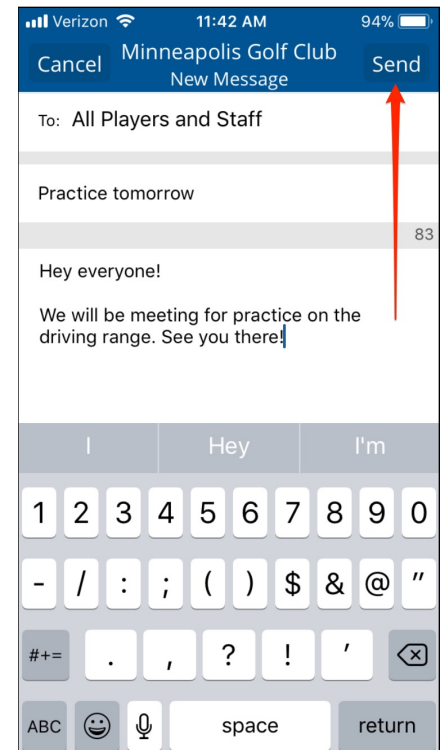 Verizon 11:42 AM 94%
Cancel Minneapolis Golf Club Send
New Message
To: All Players and Staff
Practice tomorrow
83
Hey everyone!
We will be meeting for practice on the
driving range. See you there!
I Hey I'm
1 2 3 4 5 6 7 8 9 0
- / : ; ( ) $ & @ "
#+= . , ? ! '
ABC space return